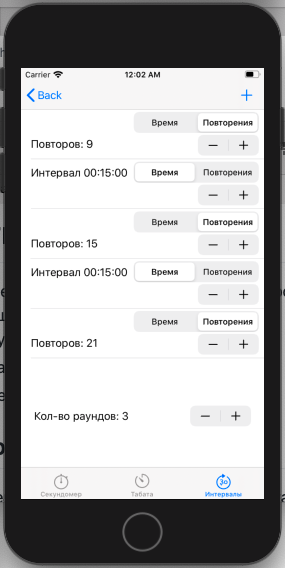 Carrier 12:02 AM
Back +
Время Повторения
Повторов: 9 − +
Интервал 00:15:00 Время Повторения
− +
Время Повторения
Повторов: 15 − +
Интервал 00:15:00 Время Повторения
− +
Время Повторения
Повторов: 21 − +
Кол-во раундов: 3 − +
30
Секундомер Табата Интервалы